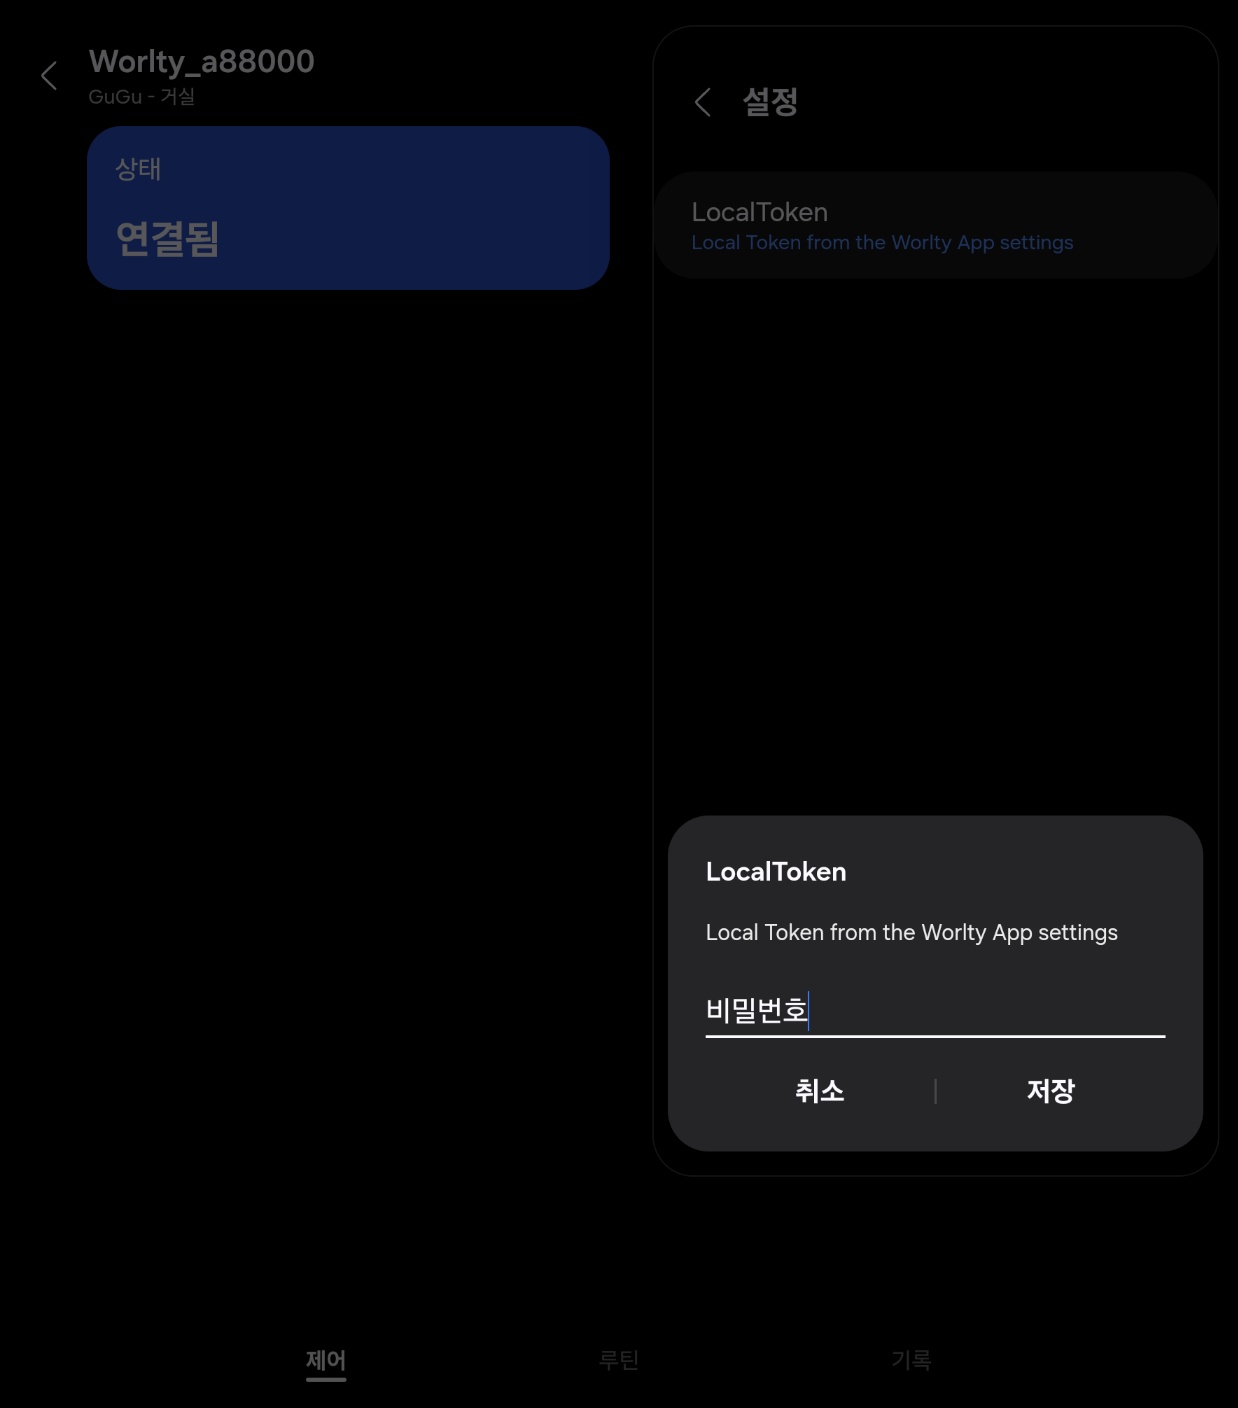 Worlty_a88000
GuGu - 거실
상태
연결됨
설정
LocalToken
Local Token from the Worlty App settings
LocalToken
Local Token from the Worlty App settings
비밀번호
취소
저장
제어
루틴
기록